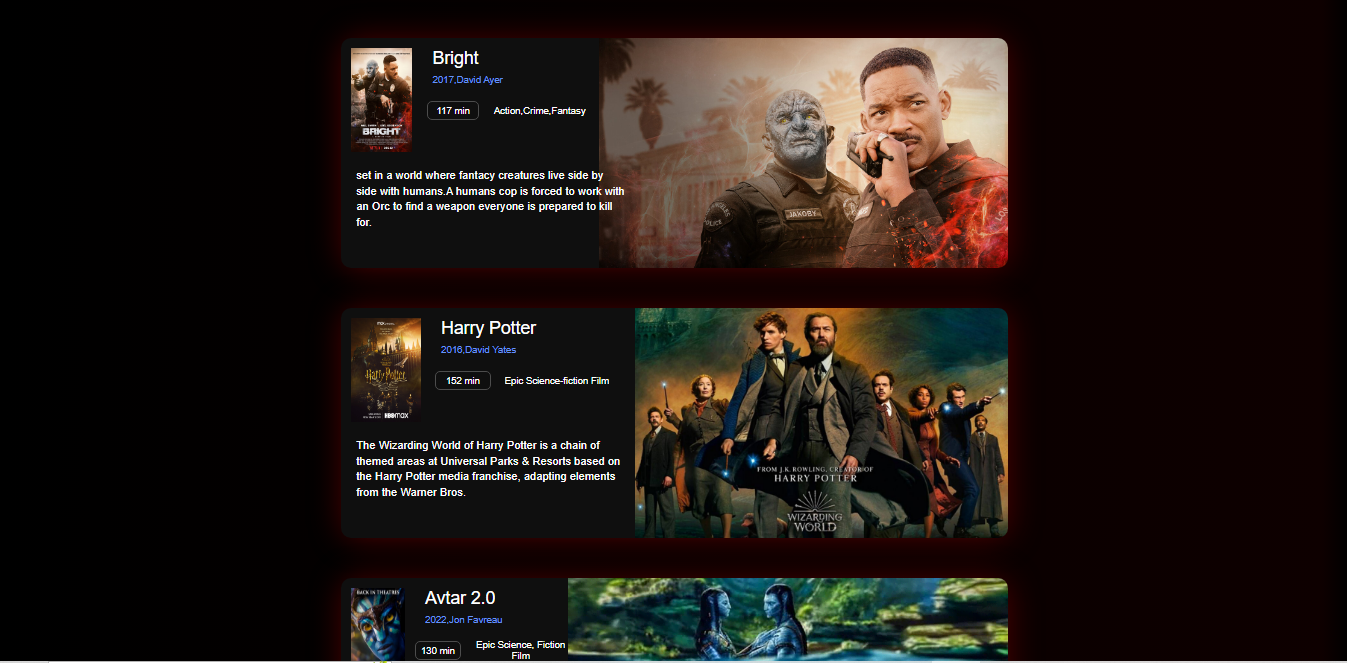 Bright
2017,David Ayer
117 min
Action,Crime,Fantasy
BRIGHT
set in a world where fantacy creatures live side by
side with humans.A humans cop is forced to work with
an Orc to find a weapon everyone is prepared to kill
for.
JAKOBY
POLICE
Harry Potter
2016,David Yates
152 min
Epic Science-fiction Film
Harry Potter
HBOmax
The Wizarding World of Harry Potter is a chain of
themed areas at Universal Parks & Resorts based on
the Harry Potter media franchise, adapting elements
from the Warner Bros.
FROM J.K. ROWLING, CREATOR OF
HARRY POTTER
WIZARDING
WORLD
BACK IN THEATRES
Avtar 2.0
2022,Jon Favreau
130 min
Epic Science, Fiction
Film